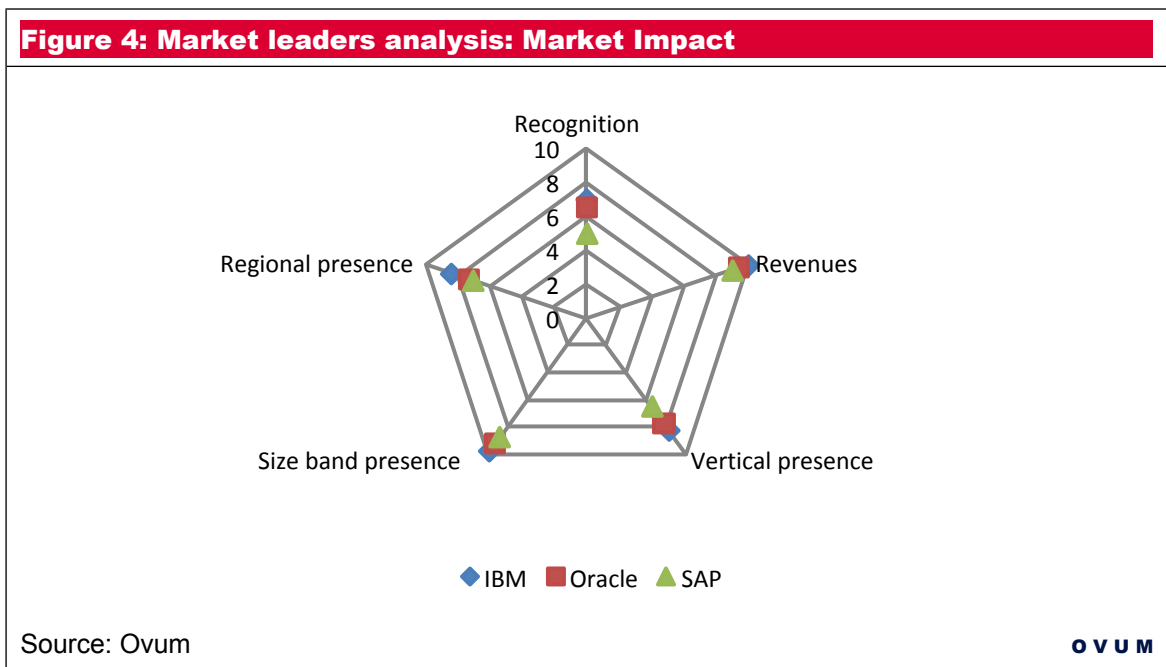 Figure 4: Market leaders analysis: Market Impact
Recognition
10
8
6
4
2
0
Regional presence
Revenues
Size band presence
Vertical presence
IBM Oracle SAP
Source: Ovum
OVUM